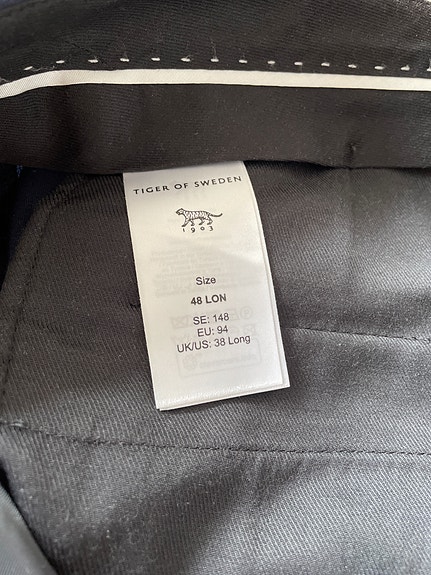 TIGER OF SWEDEN
1903
Size
48 LON
SE: 148
EU: 94
UK/US: 38 Long